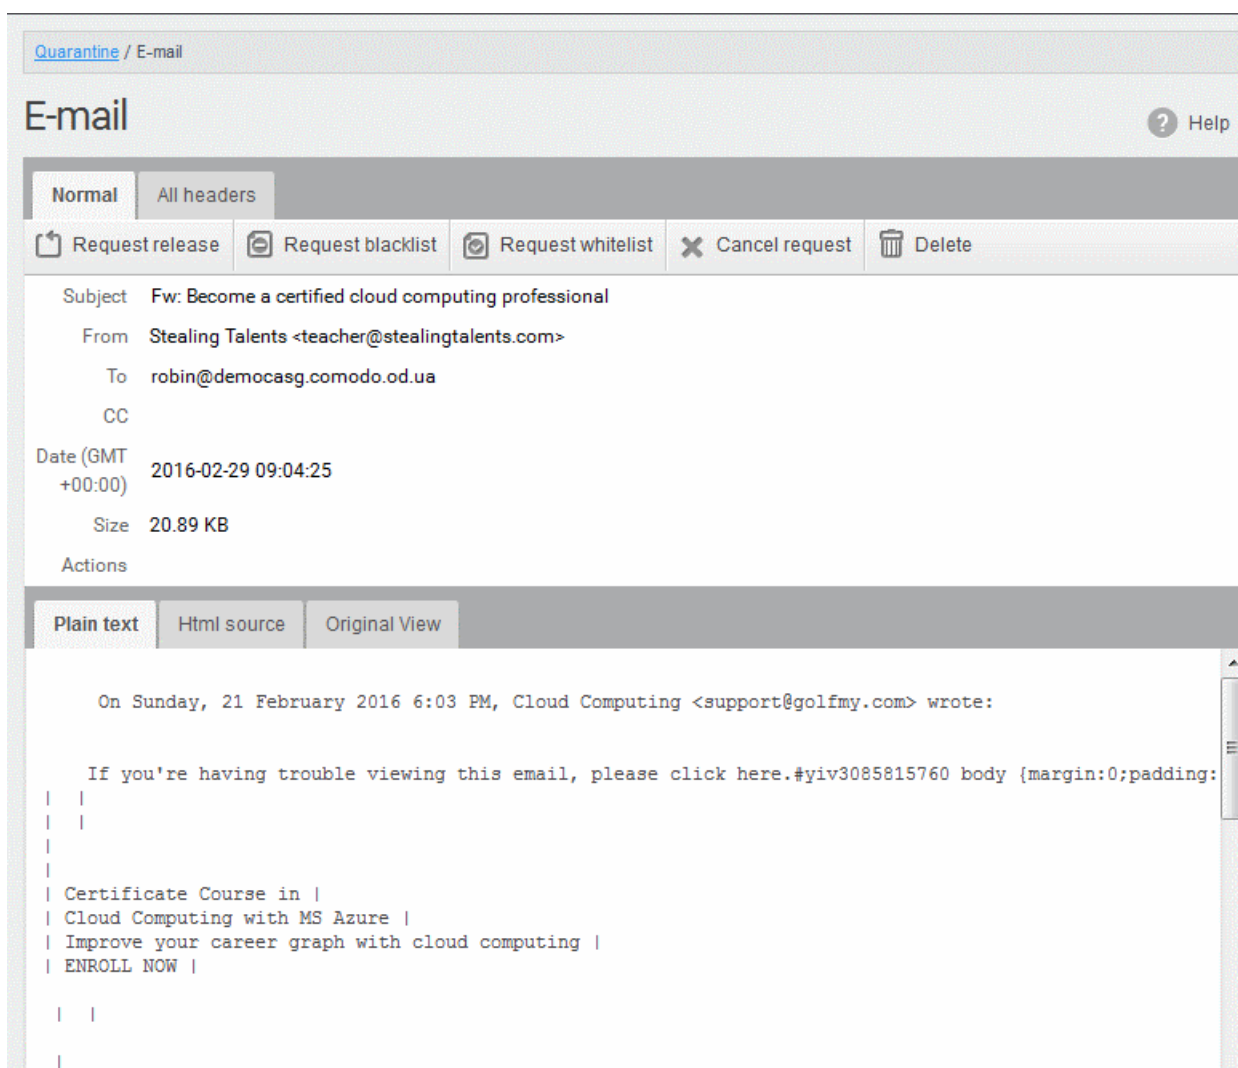 Quarantine / E-mail
E-mail
? Help
Normal All headers
Request release Request blacklist Request whitelist Cancel request Delete
Subject Fw: Become a certified cloud computing professional
From Stealing Talents <teacher@stealingtalents.com>
To robin@democasg.comodo.od.ua
CC
Date (GMT
+00:00) 2016-02-29 09:04:25
Size 20.89 KB
Actions
Plain text Html source Original View
On Sunday, 21 February 2016 6:03 PM, Cloud Computing <support@golfmy.com> wrote:
If you're having trouble viewing this email, please click here.#yiv3085815760 body {margin:0;padding:
| |
| |
|
|
| Certificate Course in |
| Cloud Computing with MS Azure |
| Improve your career graph with cloud computing |
| ENROLL NOW |
| |
|